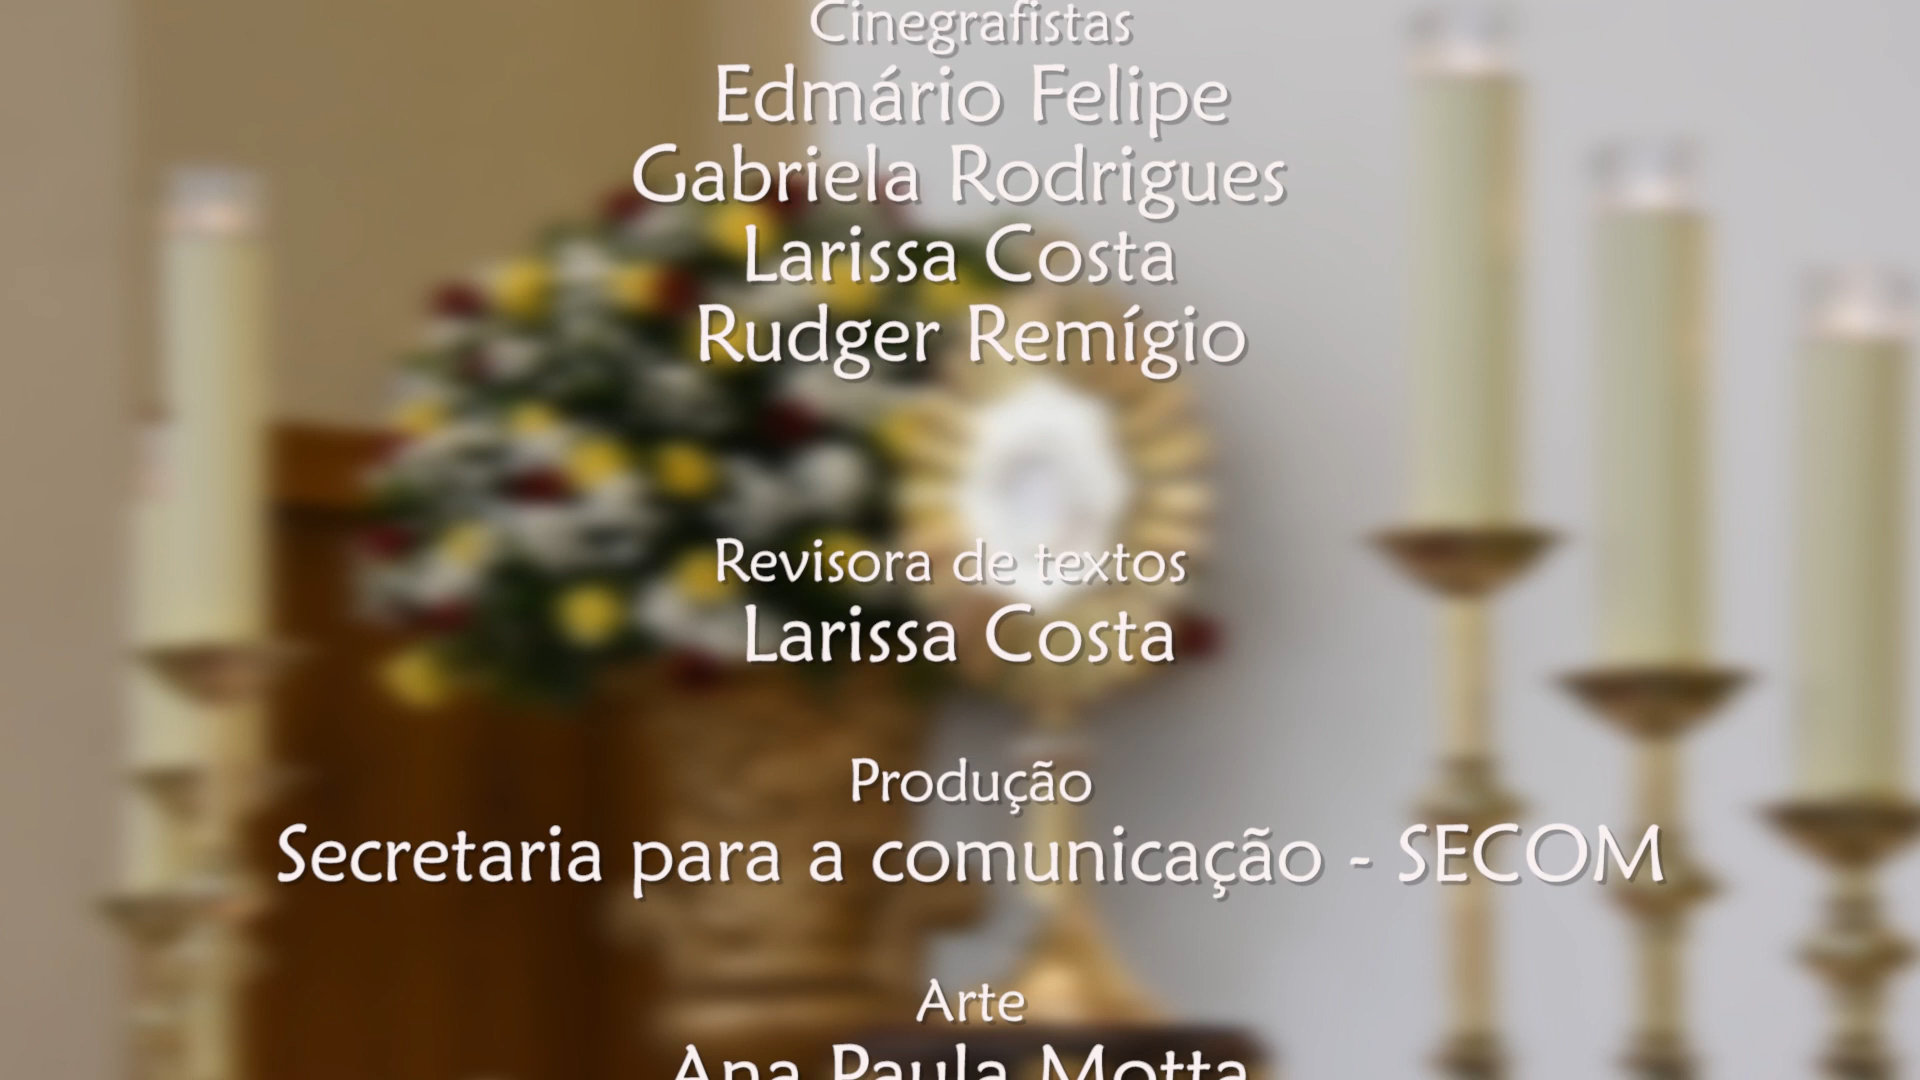 Cinegrafistas
Edmário Felipe
Gabriela Rodrigues
Larissa Costa
Rudger Remígio
Revisora de textos
Larissa Costa
Produção
Secretaria para a comunicação - SECOM
Arte
Ana Paula Motta